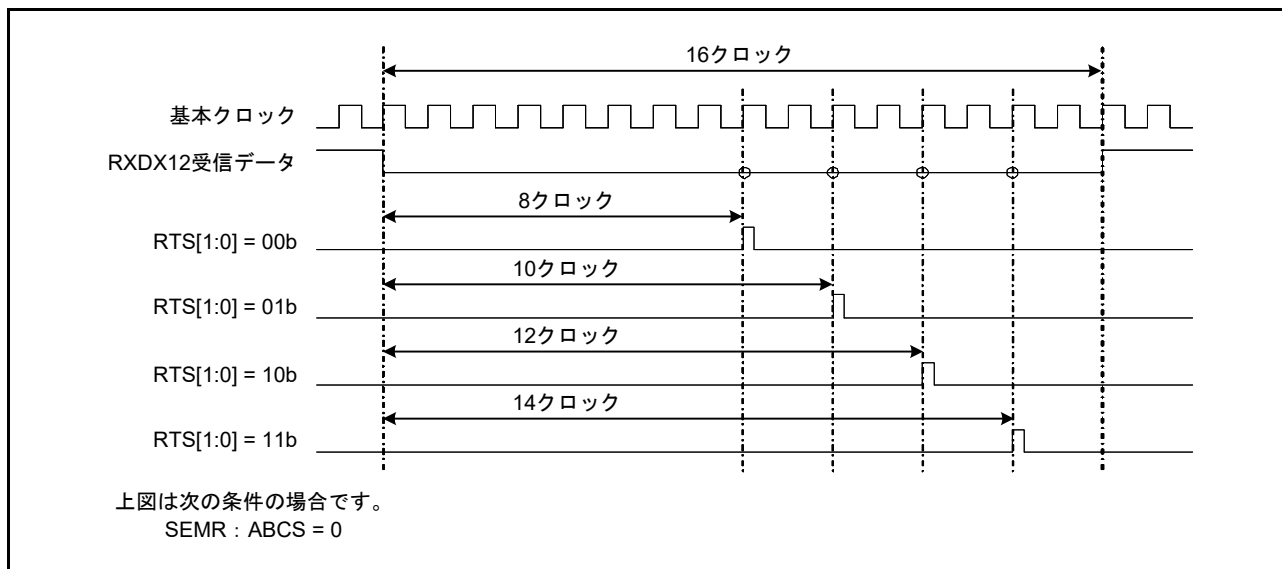 16クロック
基本クロック
RXDX12受信データ
8クロック
RTS[1:0] = 00b
10クロック
RTS[1:0] = 01b
12クロック
RTS[1:0] = 10b
14クロック
RTS[1:0] = 11b
上図は次の条件の場合です。
SEMR：ABCS = 0